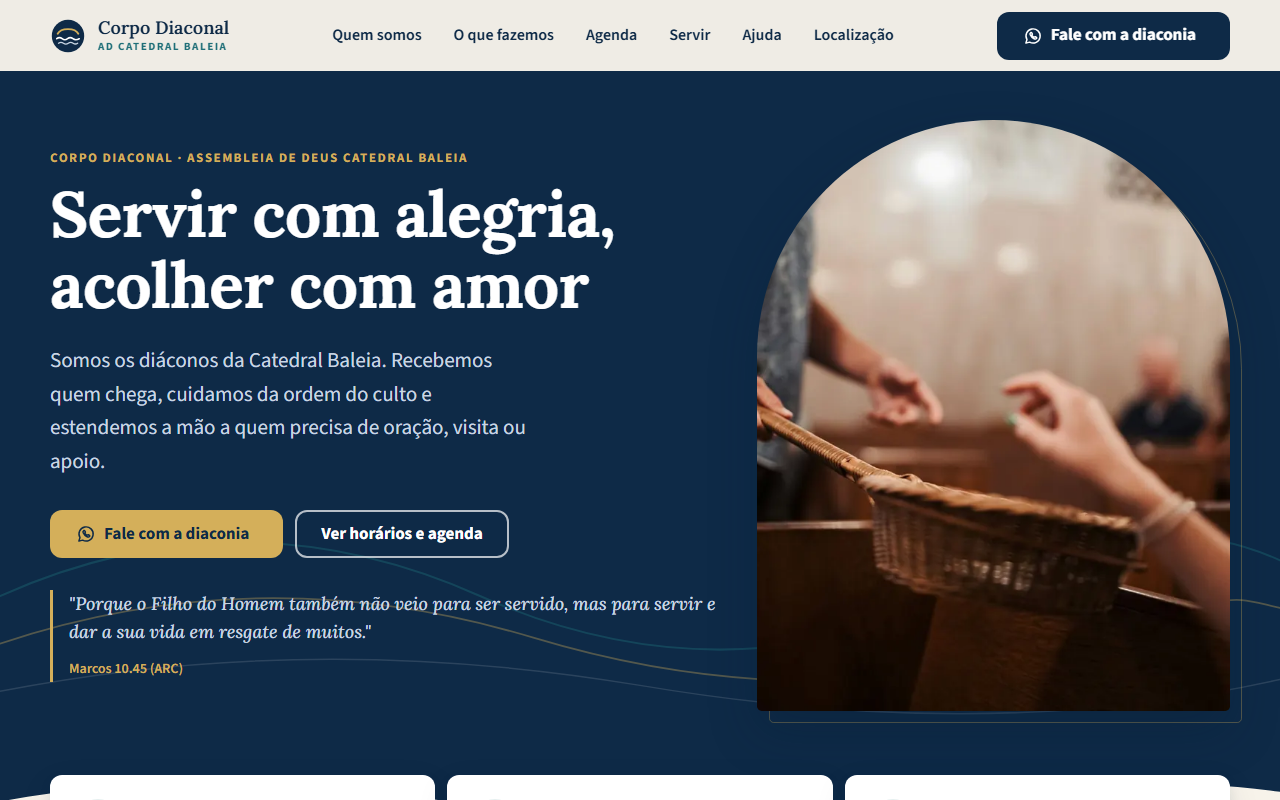 Corpo Diaconal
AD CATEDRAL BALEIA
Quem somos
O que fazemos
Agenda
Servir
Ajuda
Localização
Fale com a diaconia
CORPO DIACONAL · ASSEMBLEIA DE DEUS CATEDRAL BALEIA
Servir com alegria,
acolher com amor
Somos os diáconos da Catedral Baleia. Recebemos
quem chega, cuidamos da ordem do culto e
estendemos a mão a quem precisa de oração, visita ou
apoio.
Fale com a diaconia
Ver horários e agenda
"Porque o Filho do Homem também não veio para ser servido, mas para servir e
dar a sua vida em resgate de muitos."
Marcos 10.45 (ARC)